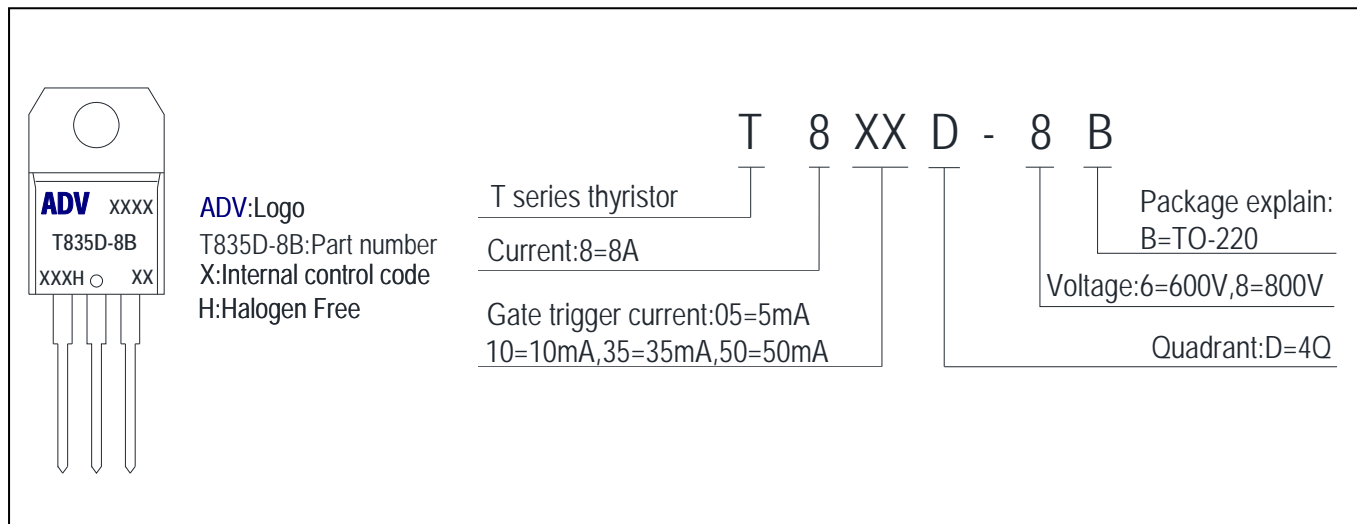 ADV XXXX
T835D-8B
XXXH XX
ADV:Logo
T835D-8B:Part number
X:Internal control code
H:Halogen Free
T 8 XX D - 8 B
T series thyristor
Current:8=8A
Gate trigger current:05=5mA
10=10mA,35=35mA,50=50mA
Package explain:
B=TO-220
Voltage:6=600V,8=800V
Quadrant:D=4Q